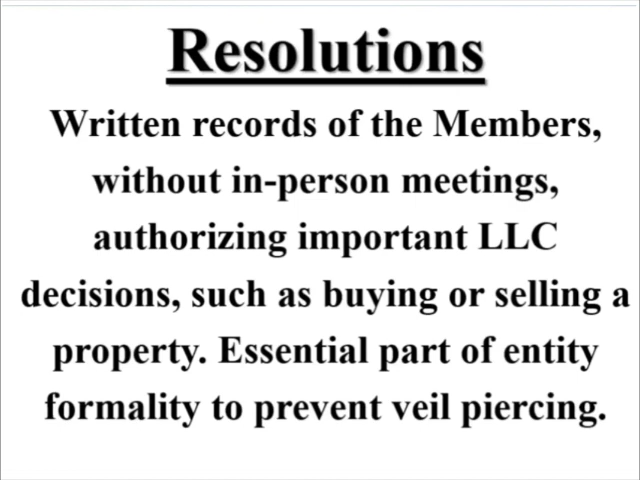 Resolutions
Written records of the Members,
without in-person meetings,
authorizing important LLC
decisions, such as buying or selling a
property. Essential part of entity
formality to prevent veil piercing.